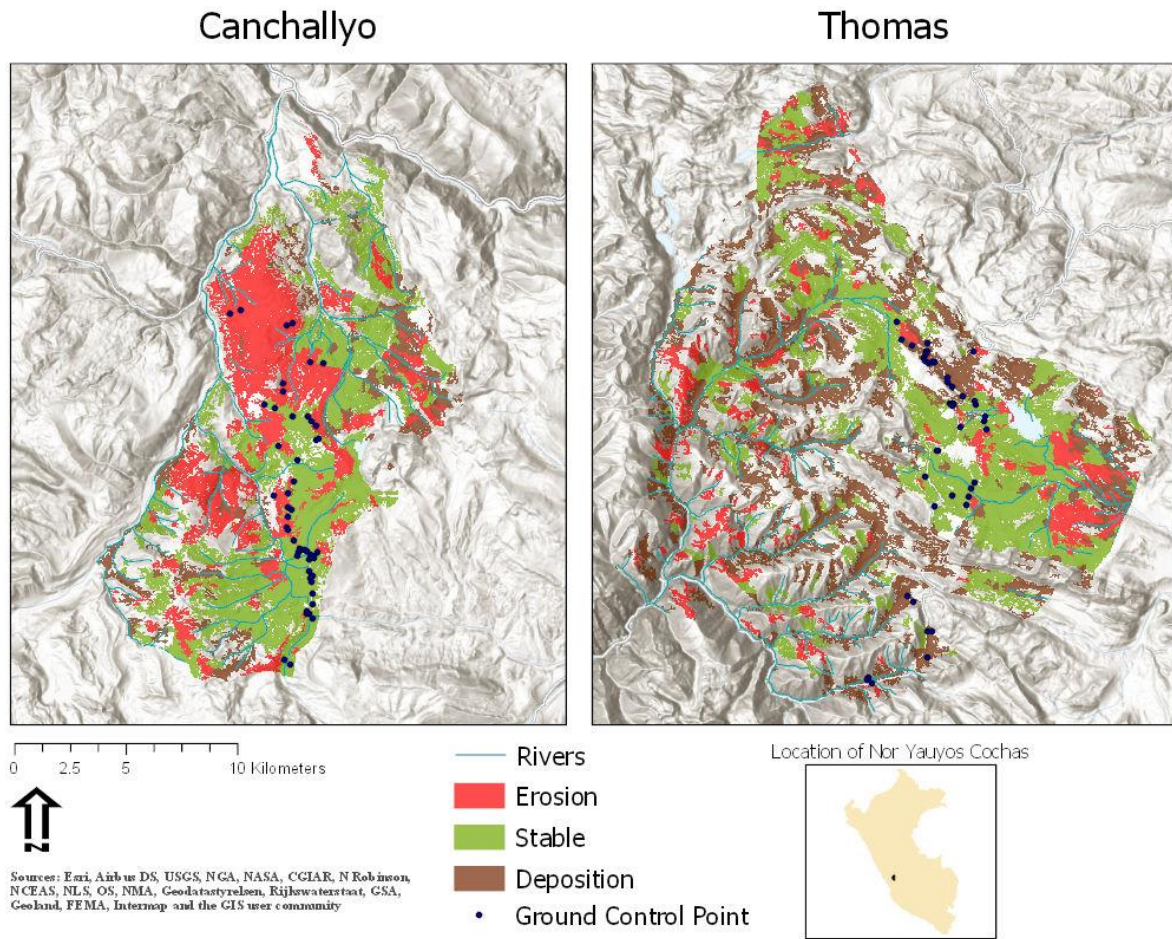 Canchallyo
Thomas
0 2.5 5 10 Kilometers
N
Sources: Esri, Airbus DS, USGS, NGA, NASA, CGIAR, N Robinson,
NCEAS, NLS, OS, NMA, Geodatastyrelsen, Rijkswaterstaat, GSA,
Geoland, FEMA, Intermap and the GIS user community
Rivers
Erosion
Stable
Deposition
Ground Control Point
Location of Nor Yauyos Cochas